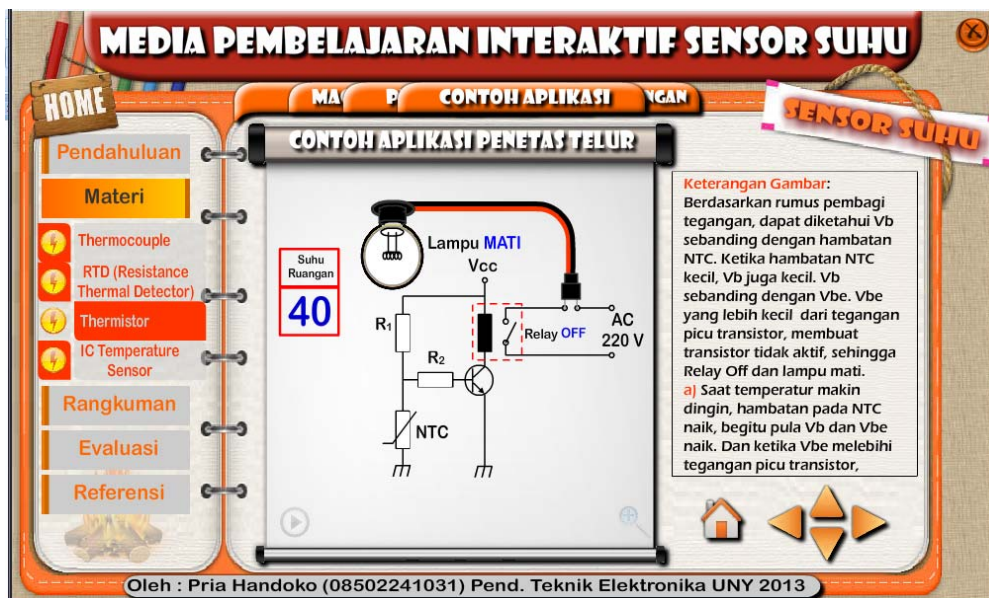 MEDIA PEMBELAJARAN INTERAKTIF SENSOR SUHU
HOME
MA P CONTOH APLIKASI NGAN
SENSOR SUHU
Pendahuluan
Materi
Thermocouple
RTD (Resistance
Thermal Detector)
Thermistor
IC Temperature
Sensor
Rangkuman
Evaluasi
Referensi
CONTOH APLIKASI PENETAS TELUR
Lampu MATI
Suhu
Ruangan
40
Vcc
R1
Relay OFF
AC
220 V
R2
NTC
Keterangan Gambar:
Berdasarkan rumus pembagi
tegangan, dapat diketahui Vb
sebanding dengan hambatan
NTC. Ketika hambatan NTC
kecil, Vb juga kecil. Vb
sebanding dengan Vbe. Vbe
yang lebih kecil dari tegangan
picu transistor, membuat
transistor tidak aktif, sehingga
Relay Off dan lampu mati.
a) Saat temperatur makin
dingin, hambatan pada NTC
naik, begitu pula Vb dan Vbe
naik. Dan ketika Vbe melebihi
tegangan picu transistor,
Oleh : Pria Handoko (08502241031) Pend. Teknik Elektronika UNY 2013